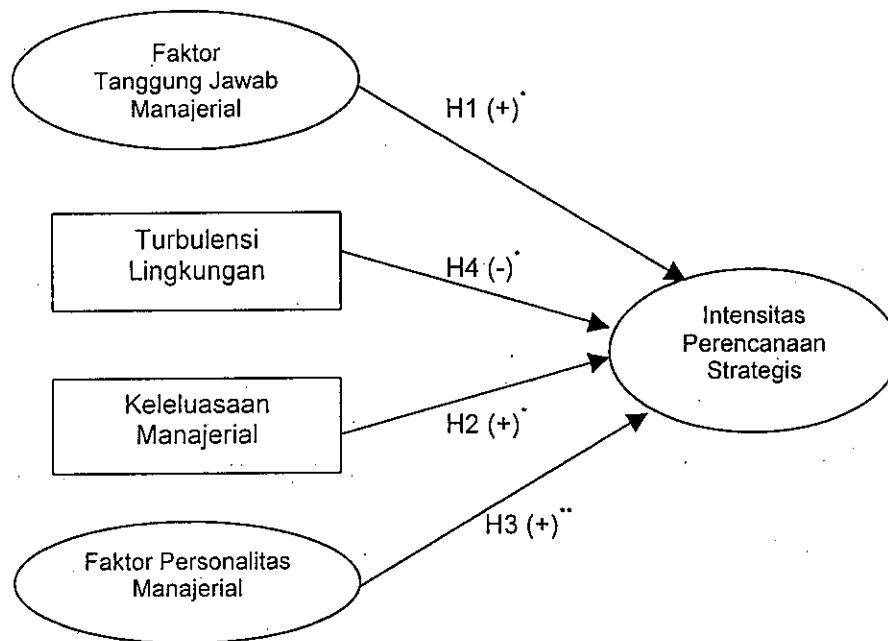 Faktor
Tanggung Jawab
Manajerial
H1 (+)*
Turbulensi
Lingkungan
H4 (-)*
Intensitas
Perencanaan
Strategis
Keleluasaan
Manajerial
H2 (+)*
H3 (+)**
Faktor Personalitas
Manajerial